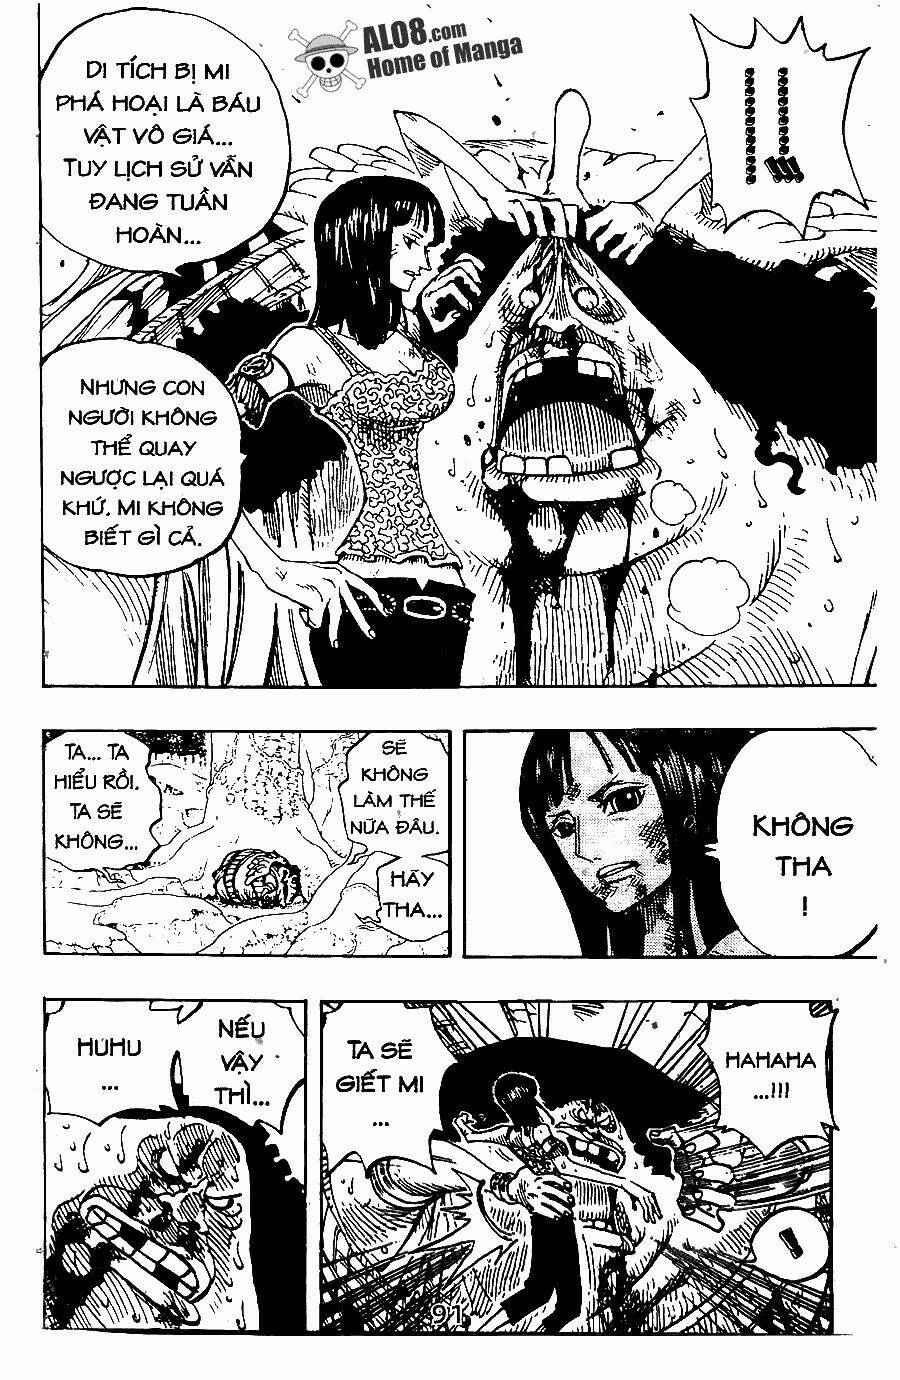 AL08.com
Home of Manga
DI TÍCH BỊ MI
PHÁ HOẠI LÀ BÁU
VẬT VÔ GIÁ...
TUY LỊCH SỬ VẪN
ĐANG TUẦN
HOÀN...
!!
NHƯNG CON
NGƯỜI KHÔNG
THỂ QUAY
NGƯỢC LẠI QUÁ
KHỨ. MI KHÔNG
BIẾT GÌ CẢ.
TA... TA
HIỂU RỒI.
TA SẼ
KHÔNG...
SẼ
KHÔNG
LÀM THẾ
NỮA ĐÂU.
HÃY
THA...
KHÔNG
THA
!
HUHU
...
NẾU
VẬY
THÌ...
TA SẼ
GIẾT MI
...
HAHAHA
...!!!
!
91